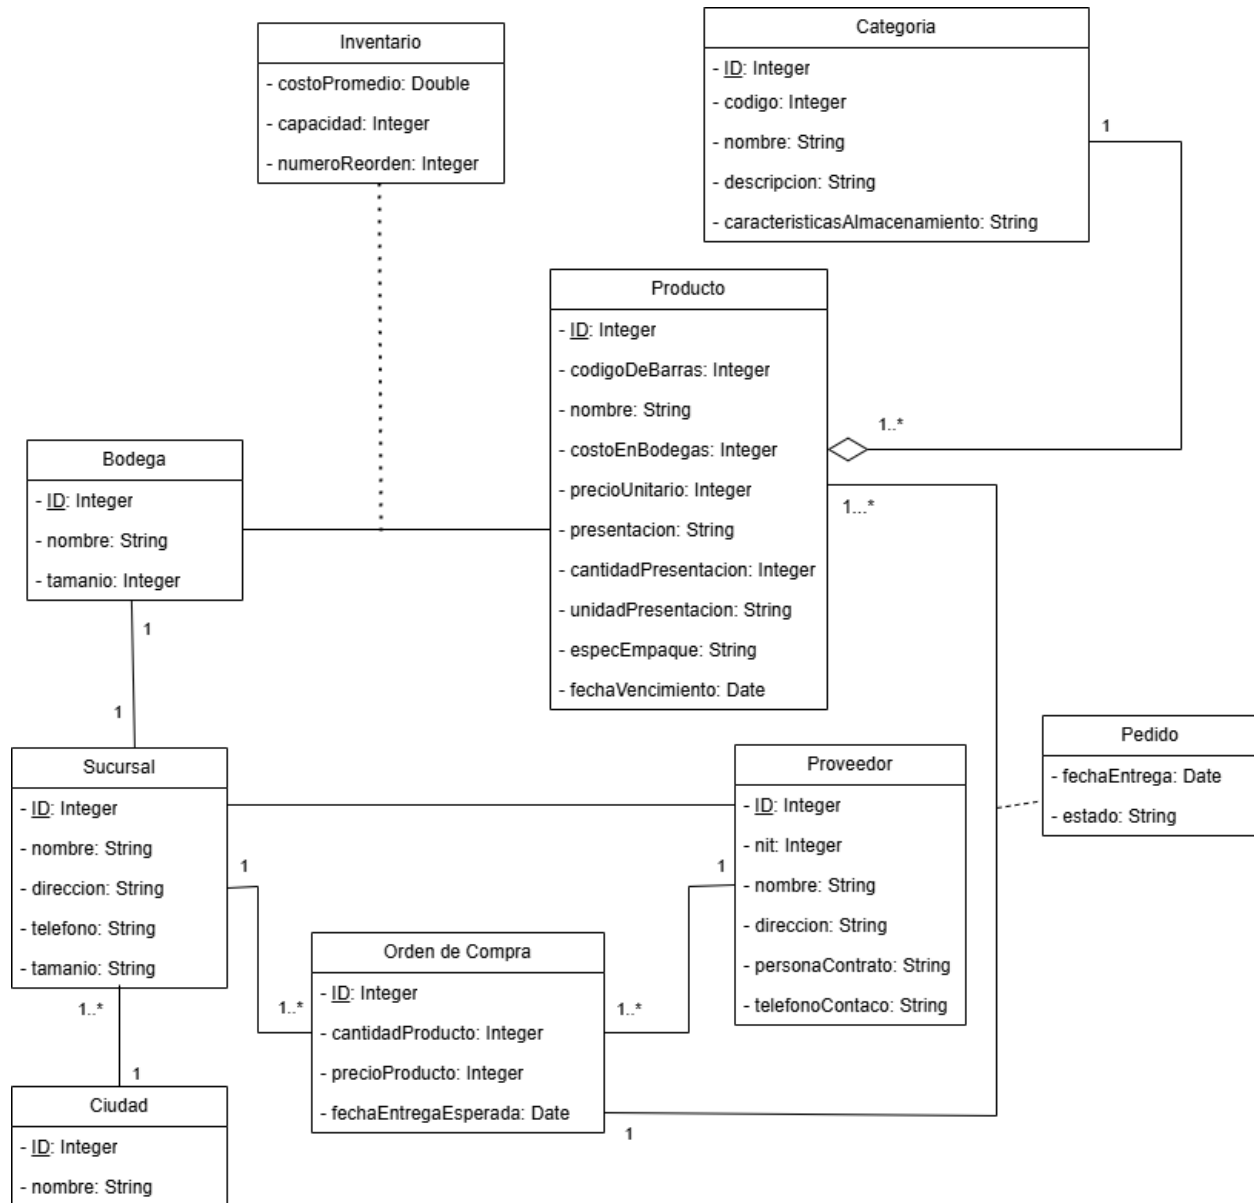 Inventario
- costoPromedio: Double
- capacidad: Integer
- numeroReorden: Integer
Categoria
- ID: Integer
- codigo: Integer
- nombre: String
- descripcion: String
- caracteristicasAlmacenamiento: String
1
Producto
- ID: Integer
- codigoDeBarras: Integer
- nombre: String
- costoEnBodegas: Integer
- precioUnitario: Integer
- presentacion: String
- cantidadPresentacion: Integer
- unidadPresentacion: String
- especEmpaque: String
- fechaVencimiento: Date
1..*
1...*
Bodega
- ID: Integer
- nombre: String
- tamanio: Integer
1
1
Sucursal
- ID: Integer
- nombre: String
- direccion: String
- telefono: String
- tamanio: String
1
1..*
1..*
1
Proveedor
- ID: Integer
- nit: Integer
- nombre: String
- direccion: String
- personaContrato: String
- telefonoContaco: String
1
1..*
Pedido
- fechaEntrega: Date
- estado: String
Orden de Compra
- ID: Integer
- cantidadProducto: Integer
- precioProducto: Integer
- fechaEntregaEsperada: Date
1
Ciudad
- ID: Integer
- nombre: String